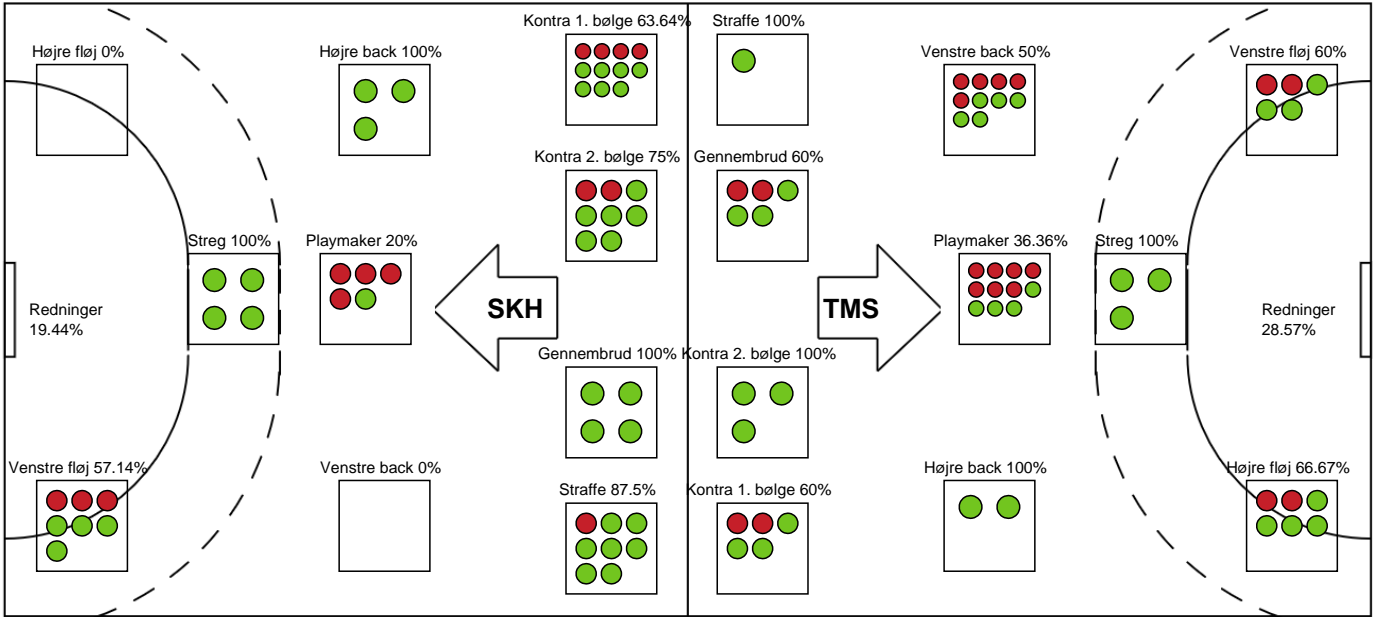 Kontra 1. bølge 63.64%
Straffe 100%
Højre fløj 0%
Højre back 100%
Venstre back 50%
Venstre fløj 60%
Kontra 2. bølge 75%
Gennembrud 60%
Streg 100%
Playmaker 20%
Playmaker 36.36%
Streg 100%
Redninger
19.44%
SKH
TMS
Redninger
28.57%
Gennembrud 100%
Kontra 2. bølge 100%
Venstre fløj 57.14%
Venstre back 0%
Højre back 100%
Højre fløj 66.67%
Straffe 87.5%
Kontra 1. bølge 60%